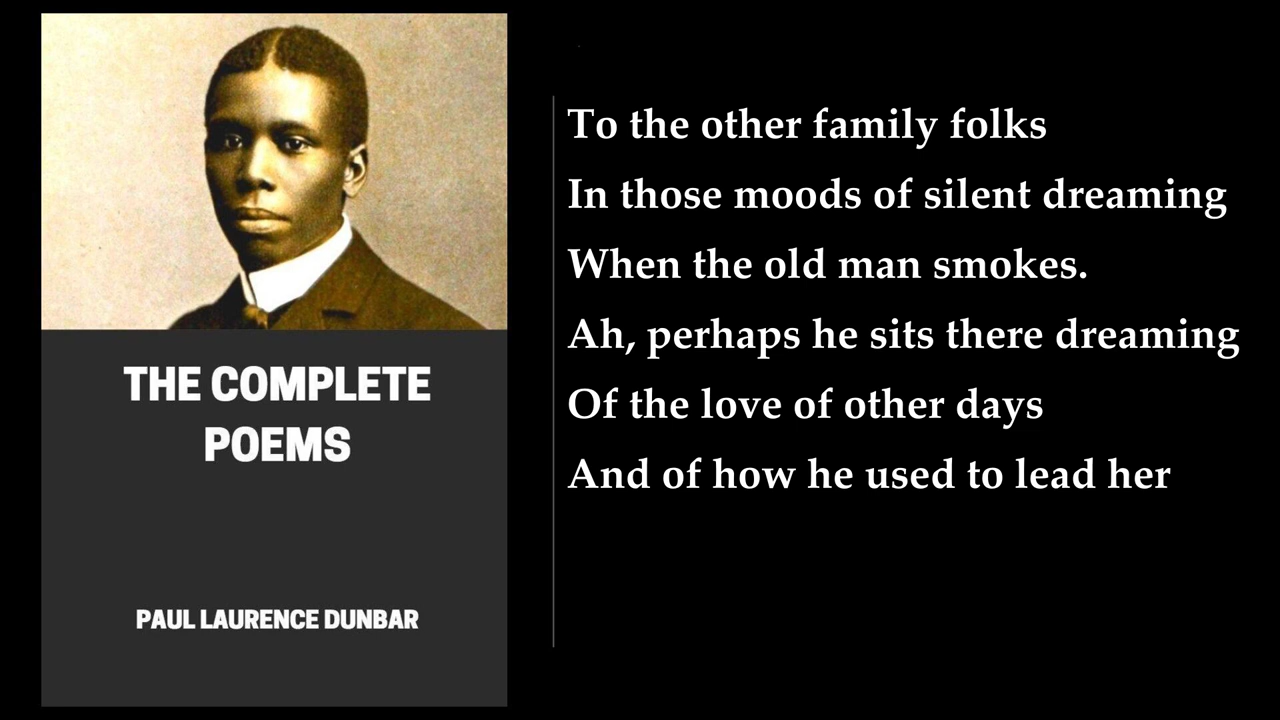 THE COMPLETE
POEMS
PAUL LAURENCE DUNBAR
To the other family folks
In those moods of silent dreaming
When the old man smokes.
Ah, perhaps he sits there dreaming
Of the love of other days
And of how he used to lead her